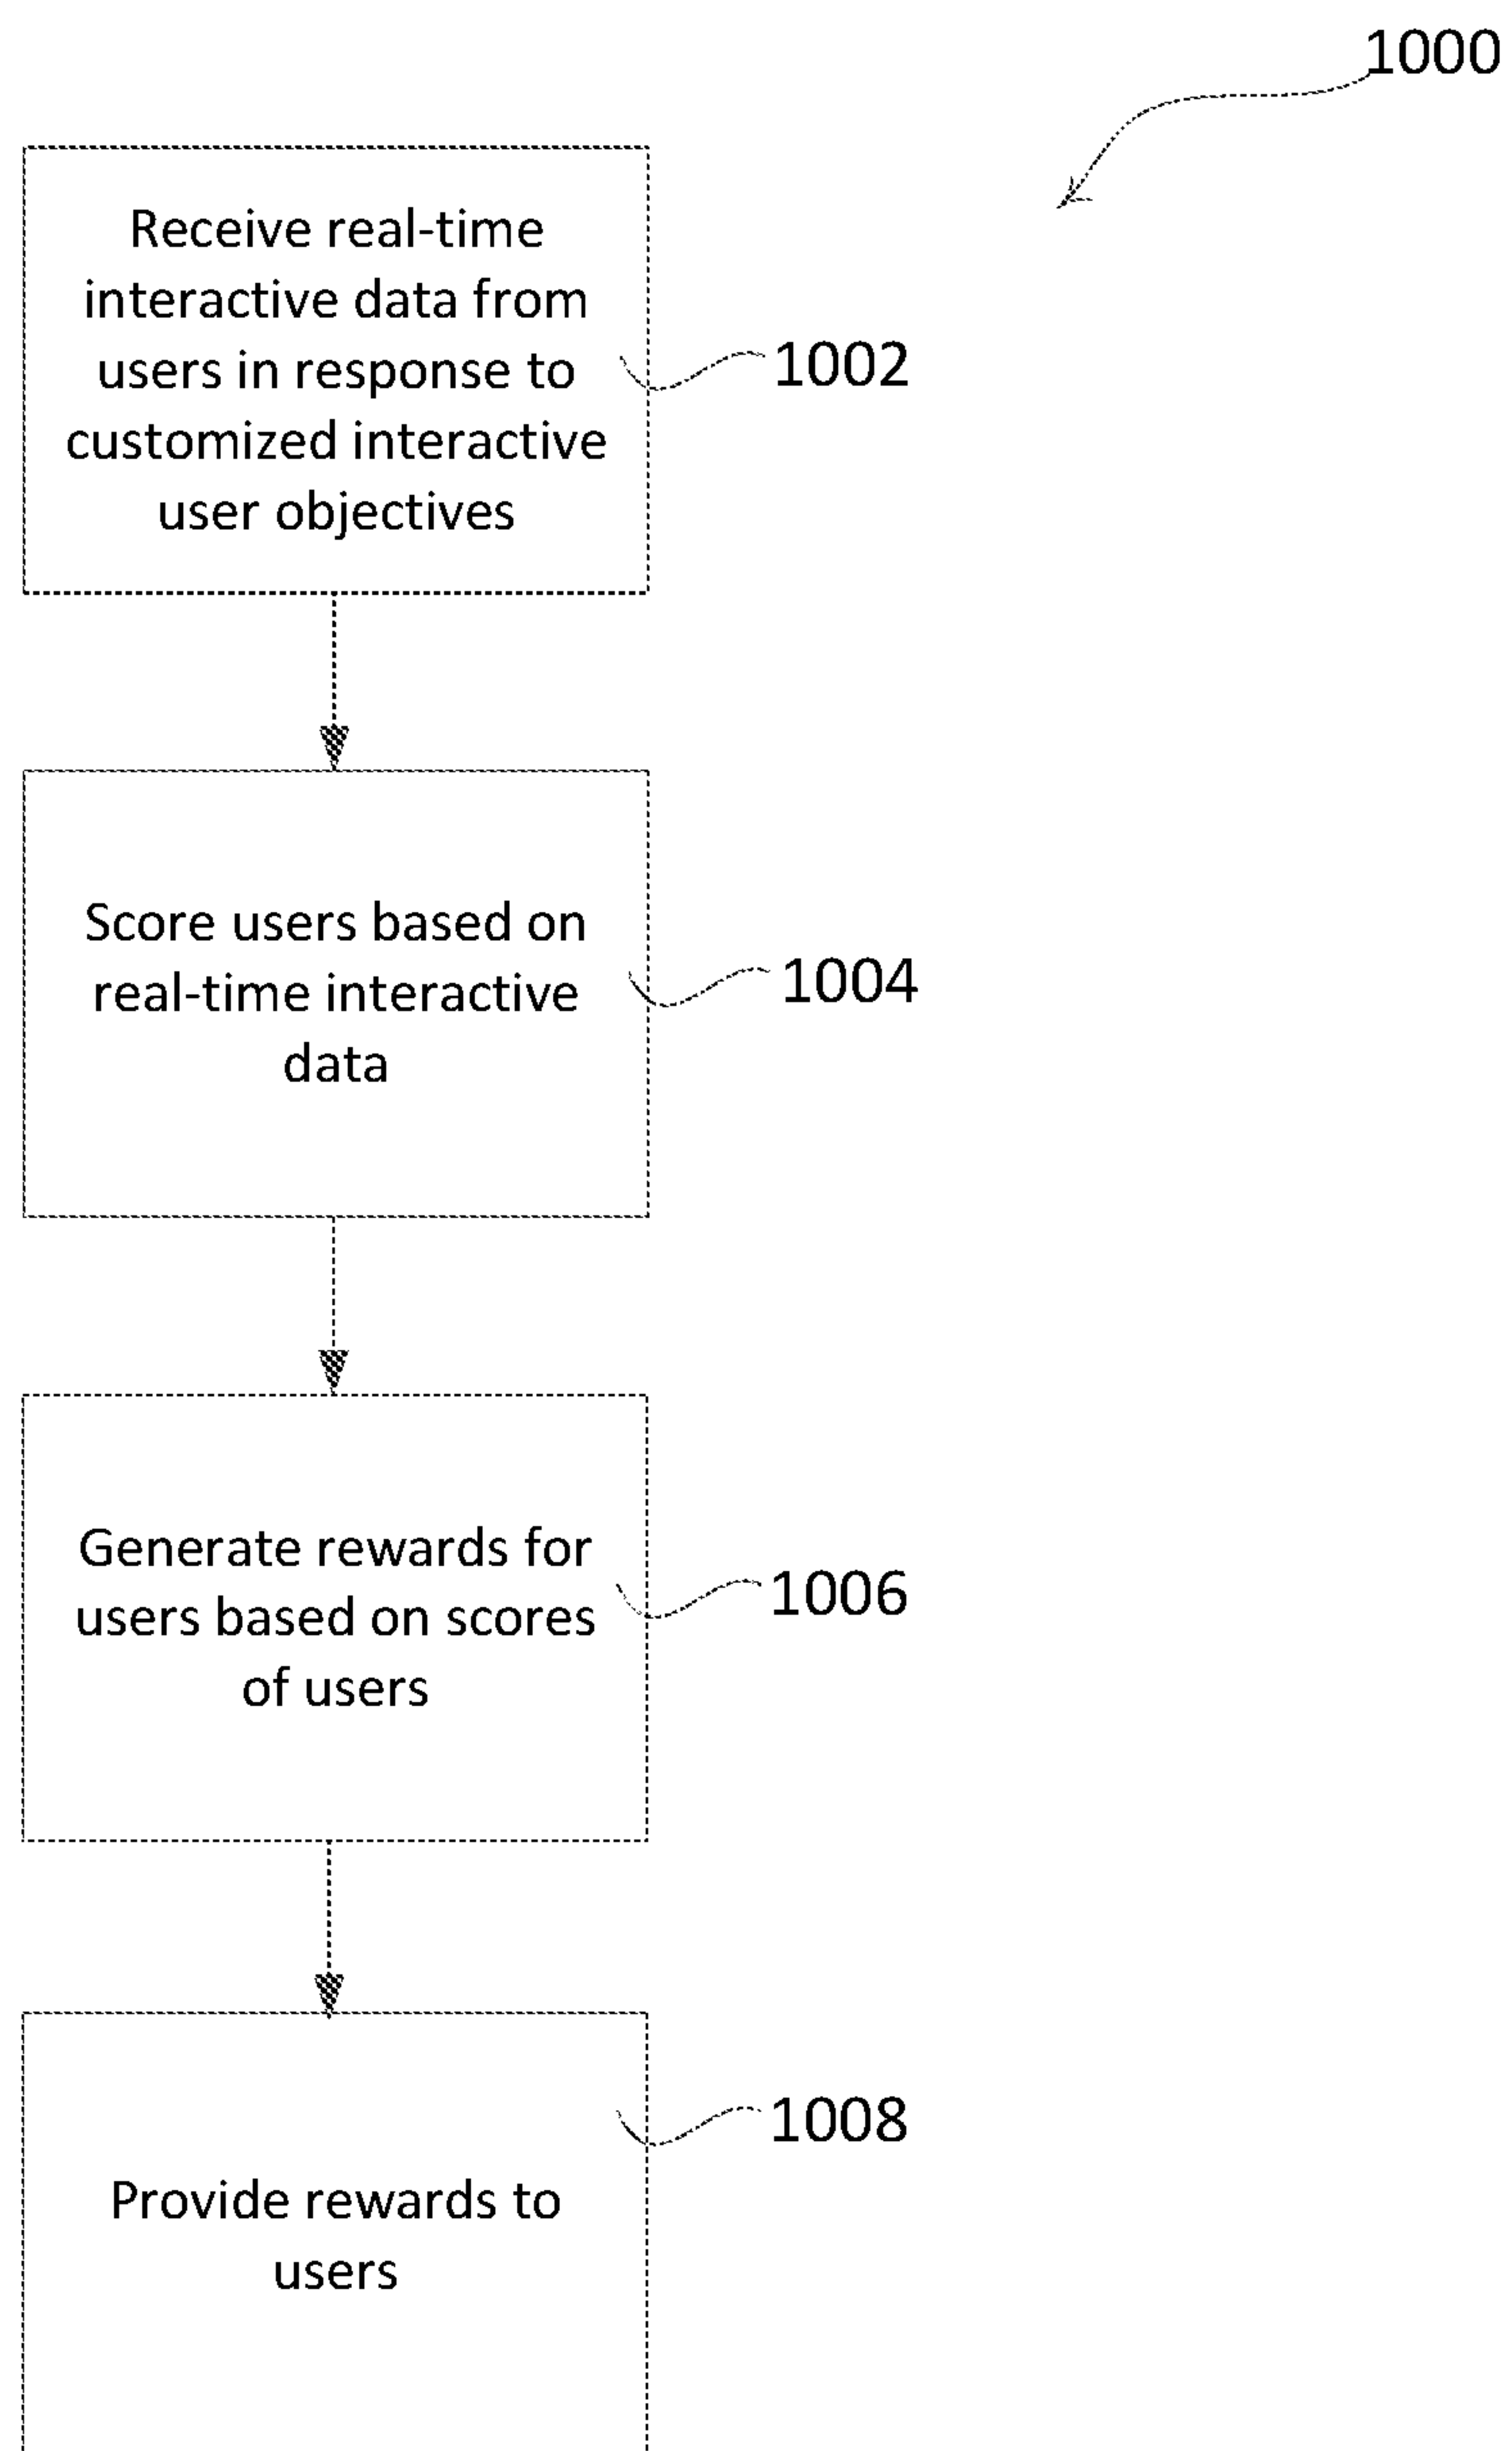 1000
Receive real-time
interactive data from
users in response to
customized interactive
user objectives
1002
Score users based on
real-time interactive
data
1004
Generate rewards for
users based on scores
of users
1006
1008
Provide rewards to
users